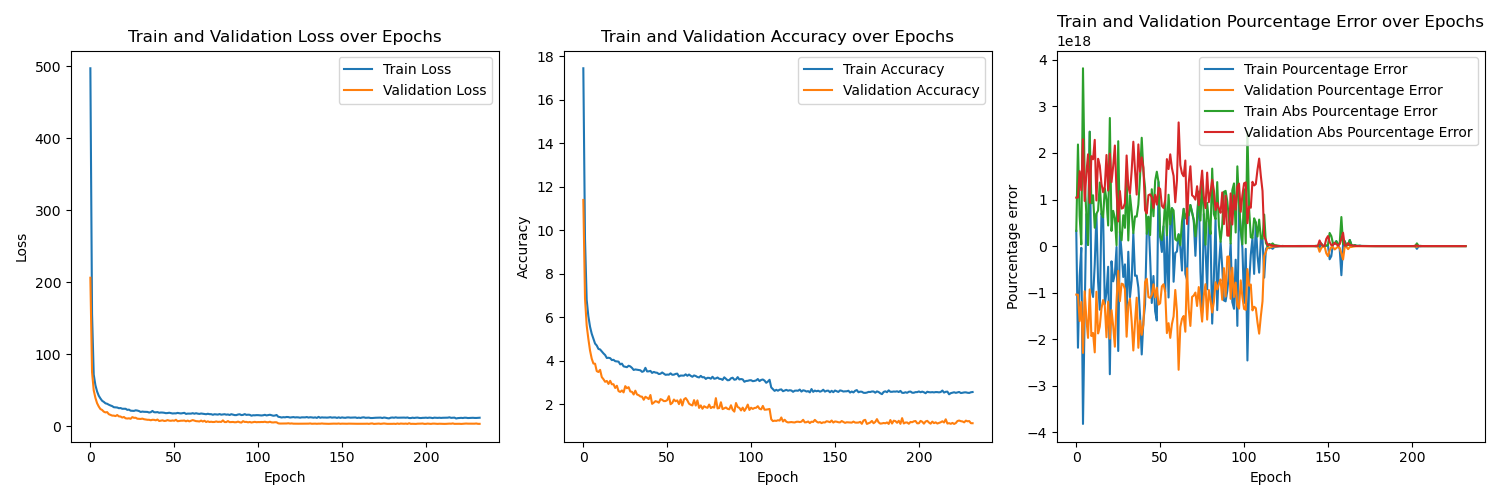 Train and Validation Loss over Epochs
Train Loss
Validation Loss
Loss
500
400
300
200
100
0
0 50 100 150 200
Epoch
Train and Validation Accuracy over Epochs
Train Accuracy
Validation Accuracy
Accuracy
18
16
14
12
10
8
6
4
2
0 50 100 150 200
Epoch
Train and Validation Pourcentage Error over Epochs
1e18
Train Pourcentage Error
Validation Pourcentage Error
Train Abs Pourcentage Error
Validation Abs Pourcentage Error
Pourcentage error
4
3
2
1
0
−1
−2
−3
−4
0 50 100 150 200
Epoch